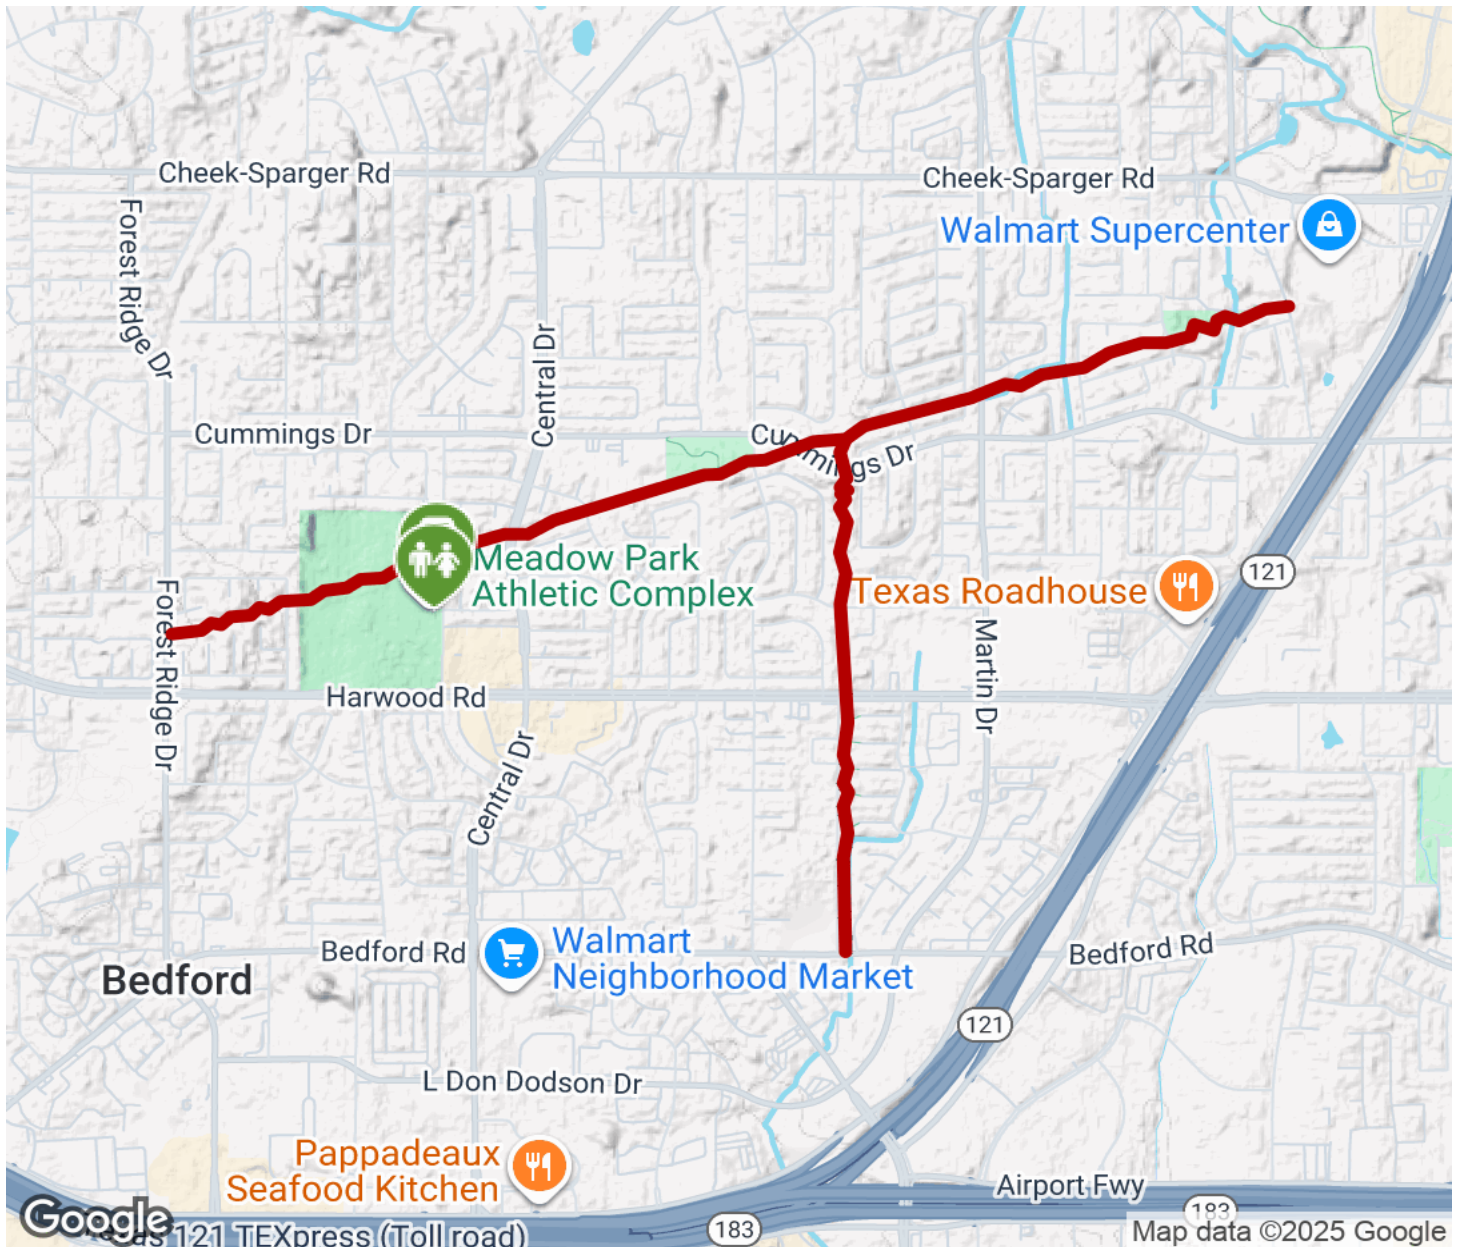 Cheek-Sparger Rd
Cheek-Sparger Rd
Forest Ridge Dr
Walmart Supercenter
Central Dr
Cummings Dr
Cummings Dr
Meadow Park
Athletic Complex
Texas Roadhouse
121
Forest Ridge Dr
Martin Dr
Harwood Rd
Central Dr
Bedford Rd
Walmart
Neighborhood Market
Bedford Rd
Bedford
121
L Don Dodson Dr
Pappadeaux
Seafood Kitchen
Airport Fwy
183
183
Google
121 TEXpress (Toll road)
Map data ©2025 Google